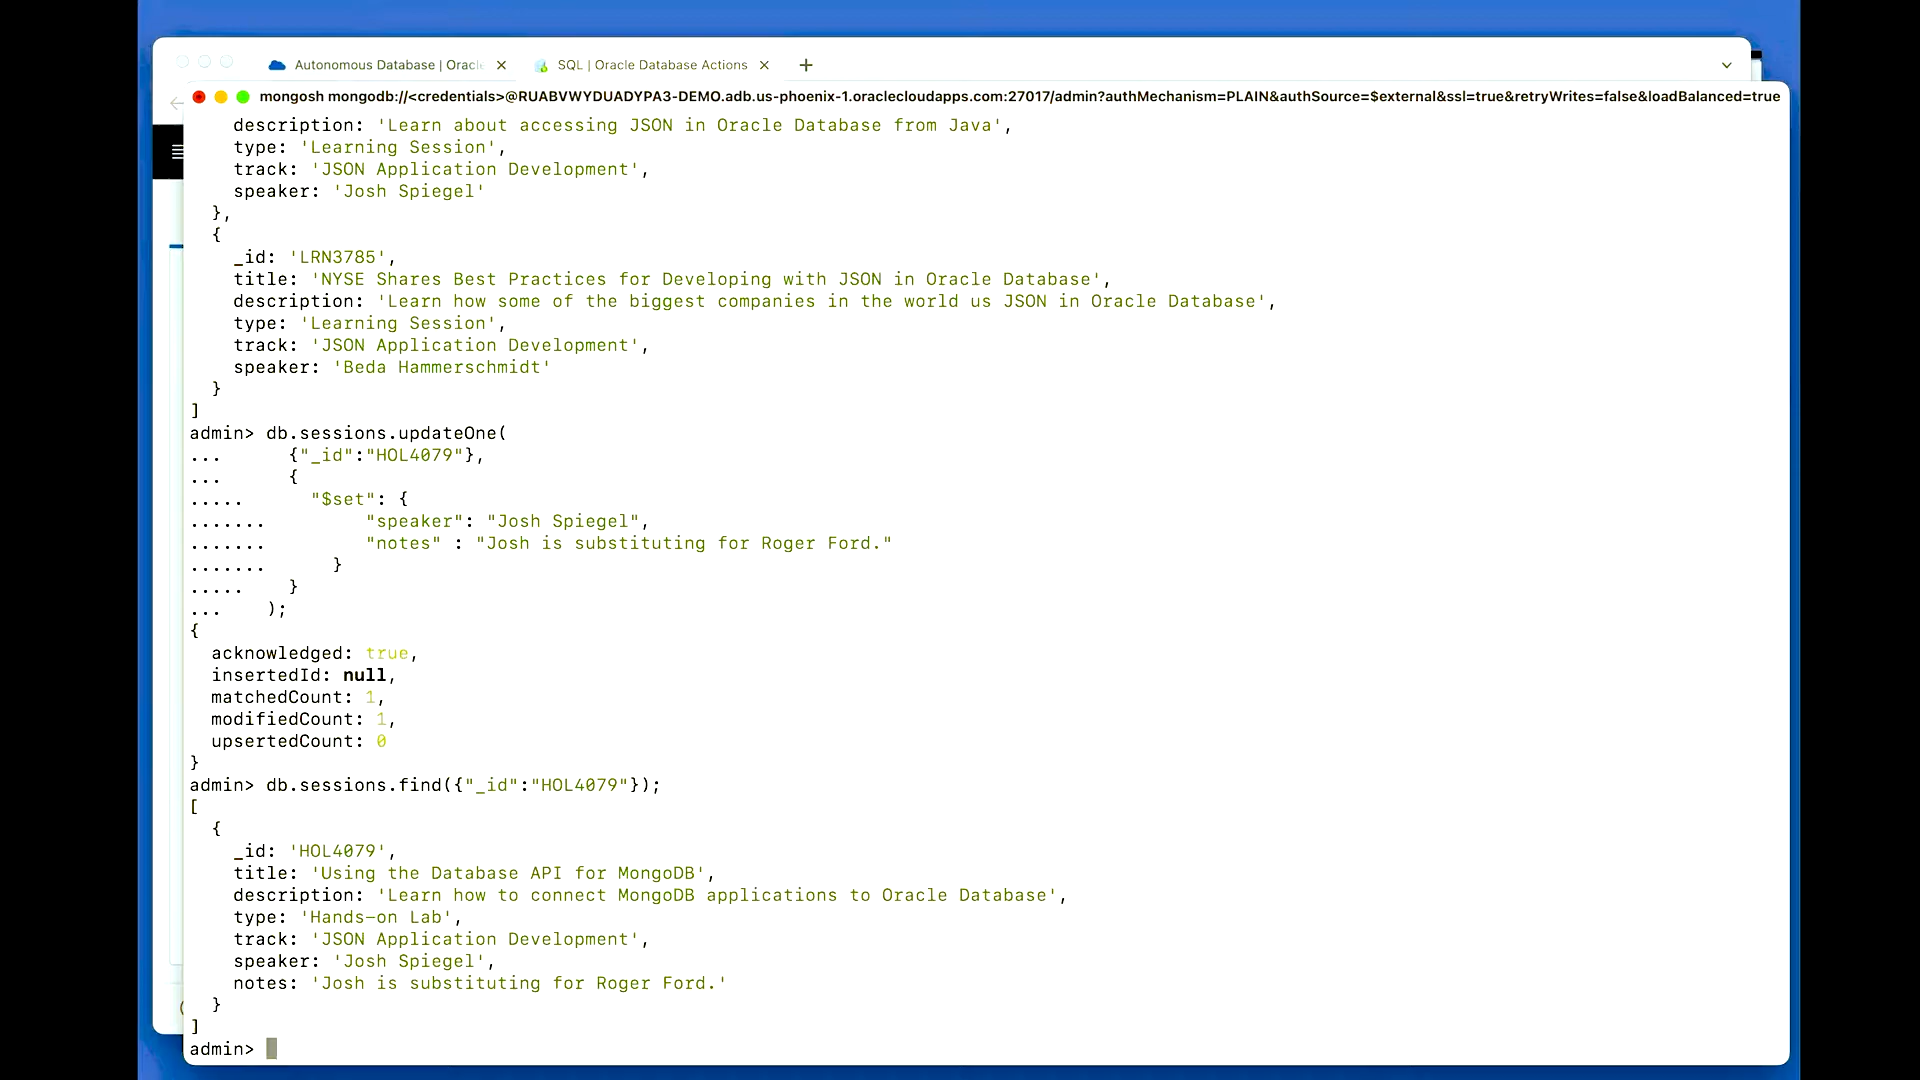 Autonomous Database | Oracl
SQL | Oracle Database Actions
mongosh mongodb://<credentials>@RUABVWYDUADYPA3-DEMO.adb.us-phoenix-1.oraclecloudapps.com:27017/admin?authMechanism=PLAIN&authSource=$external&ssl=true&retryWrites=false&loadBalanced=true
    description: 'Learn about accessing JSON in Oracle Database from Java',
    type: 'Learning Session',
    track: 'JSON Application Development',
    speaker: 'Josh Spiegel'
  },
  {
    _id: 'LRN3785',
    title: 'NYSE Shares Best Practices for Developing with JSON in Oracle Database',
    description: 'Learn how some of the biggest companies in the world us JSON in Oracle Database',
    type: 'Learning Session',
    track: 'JSON Application Development',
    speaker: 'Beda Hammerschmidt'
  }
]
admin> db.sessions.updateOne(
...      {"_id":"HOL4079"},
...      {
.....      "$set": {
.......         "speaker": "Josh Spiegel",
.......         "notes" : "Josh is substituting for Roger Ford."
.......      }
.....    }
...    );
{
  acknowledged: true,
  insertedId: null,
  matchedCount: 1,
  modifiedCount: 1,
  upsertedCount: 0
}
admin> db.sessions.find({"_id":"HOL4079"});
[
  {
    _id: 'HOL4079',
    title: 'Using the Database API for MongoDB',
    description: 'Learn how to connect MongoDB applications to Oracle Database',
    type: 'Hands-on Lab',
    track: 'JSON Application Development',
    speaker: 'Josh Spiegel',
    notes: 'Josh is substituting for Roger Ford.'
  }
]
admin>